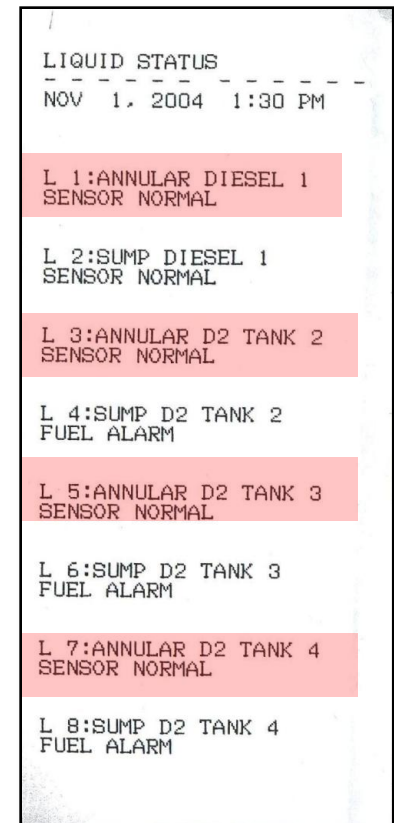 LIQUID STATUS
- - - - - - - - - - - -
NOV 1, 2004 1:30 PM
L 1:ANNULAR DIESEL 1
SENSOR NORMAL
L 2:SUMP DIESEL 1
SENSOR NORMAL
L 3:ANNULAR D2 TANK 2
SENSOR NORMAL
L 4:SUMP D2 TANK 2
FUEL ALARM
L 5:ANNULAR D2 TANK 3
SENSOR NORMAL
L 6:SUMP D2 TANK 3
FUEL ALARM
L 7:ANNULAR D2 TANK 4
SENSOR NORMAL
L 8:SUMP D2 TANK 4
FUEL ALARM